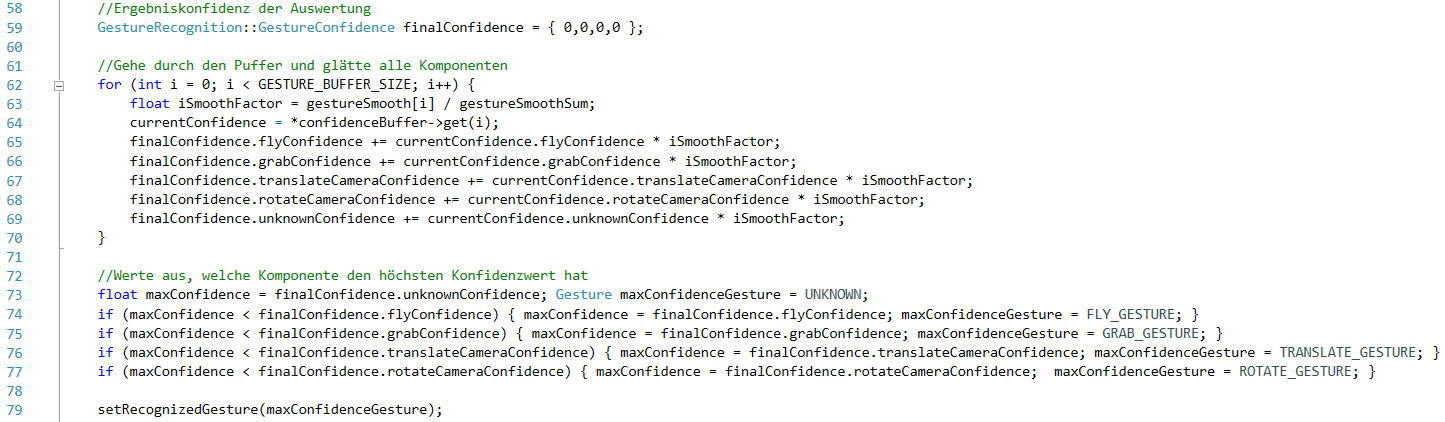 58 //Ergebniskonfidenz der Auswertung
59 GestureRecognition::GestureConfidence finalConfidence = { 0,0,0,0 };
60
61 //Gehe durch den Puffer und glätte alle Komponenten
62 for (int i = 0; i < GESTURE_BUFFER_SIZE; i++) {
63 float iSmoothFactor = gestureSmooth[i] / gestureSmoothSum;
64 currentConfidence = *confidenceBuffer->get(i);
65 finalConfidence.flyConfidence += currentConfidence.flyConfidence * iSmoothFactor;
66 finalConfidence.grabConfidence += currentConfidence.grabConfidence * iSmoothFactor;
67 finalConfidence.translateCameraConfidence += currentConfidence.translateCameraConfidence * iSmoothFactor;
68 finalConfidence.rotateCameraConfidence += currentConfidence.rotateCameraConfidence * iSmoothFactor;
69 finalConfidence.unknownConfidence += currentConfidence.unknownConfidence * iSmoothFactor;
70 }
71
72 //Werte aus, welche Komponente den höchsten Konfidenzwert hat
73 float maxConfidence = finalConfidence.unknownConfidence; Gesture maxConfidenceGesture = UNKNOWN;
74 if (maxConfidence < finalConfidence.flyConfidence) { maxConfidence = finalConfidence.flyConfidence; maxConfidenceGesture = FLY_GESTURE; }
75 if (maxConfidence < finalConfidence.grabConfidence) { maxConfidence = finalConfidence.grabConfidence; maxConfidenceGesture = GRAB_GESTURE; }
76 if (maxConfidence < finalConfidence.translateCameraConfidence) { maxConfidence = finalConfidence.translateCameraConfidence; maxConfidenceGesture = TRANSLATE_GESTURE; }
77 if (maxConfidence < finalConfidence.rotateCameraConfidence) { maxConfidence = finalConfidence.rotateCameraConfidence;  maxConfidenceGesture = ROTATE_GESTURE; }
78
79 setRecognizedGesture(maxConfidenceGesture);